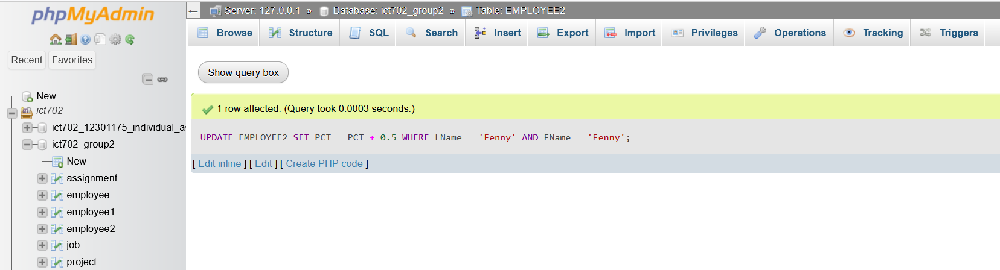 phpMyAdmin
Recent Favorites
New
ict702
ict702_12301175_individual_a
ict702_group2
New
assignment
employee
employee1
employee2
job
project
← Server: 127.0.0.1 » Database: ict702_group2 » Table: EMPLOYEE2
Browse Structure SQL Search Insert Export Import Privileges Operations Tracking Triggers
Show query box
1 row affected. (Query took 0.0003 seconds.)
UPDATE EMPLOYEE2 SET PCT = PCT + 0.5 WHERE LName = 'Fenny' AND FName = 'Fenny';
[ Edit inline ] [ Edit ] [ Create PHP code ]